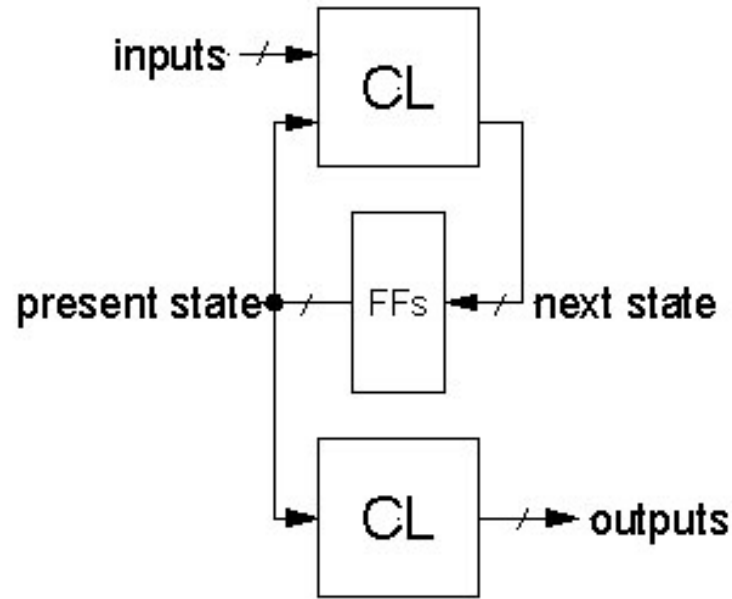 inputs
CL
present state
FFs
next state
CL
outputs